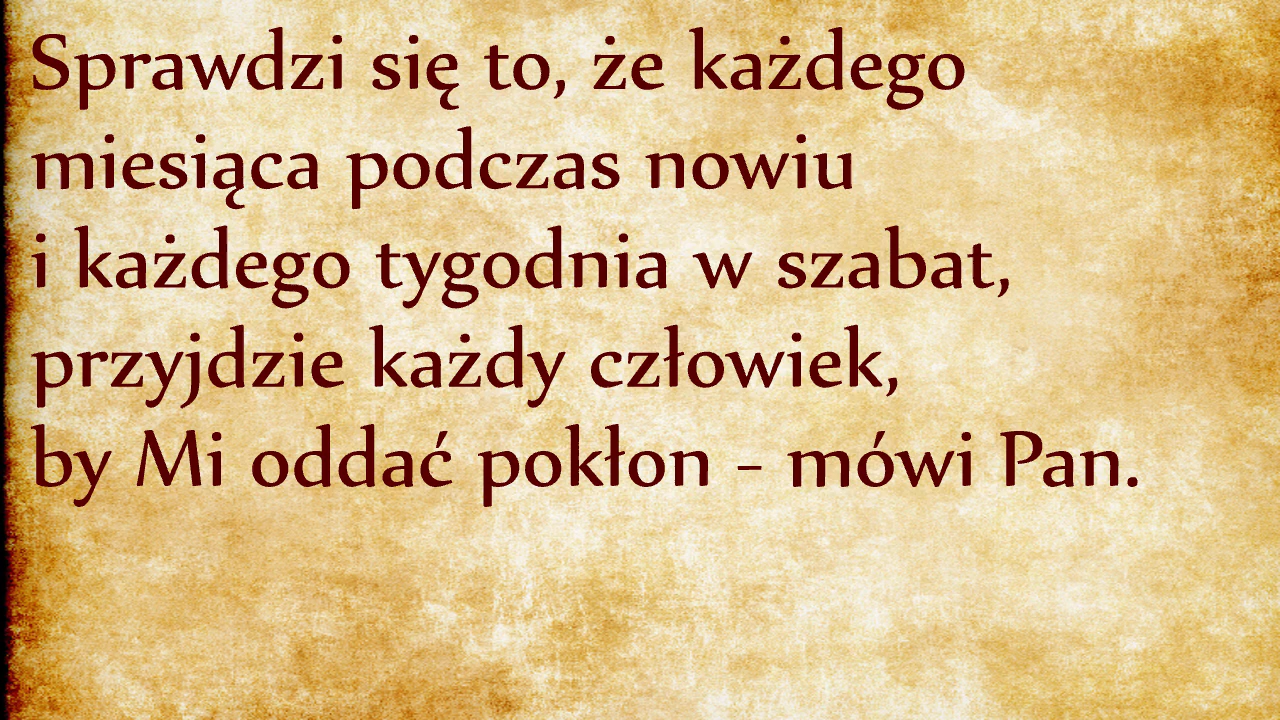 Sprawdzi się to, że każdego
miesiąca podczas nowiu
i każdego tygodnia w szabat,
przyjdzie każdy człowiek,
by Mi oddać pokłon - mówi Pan.